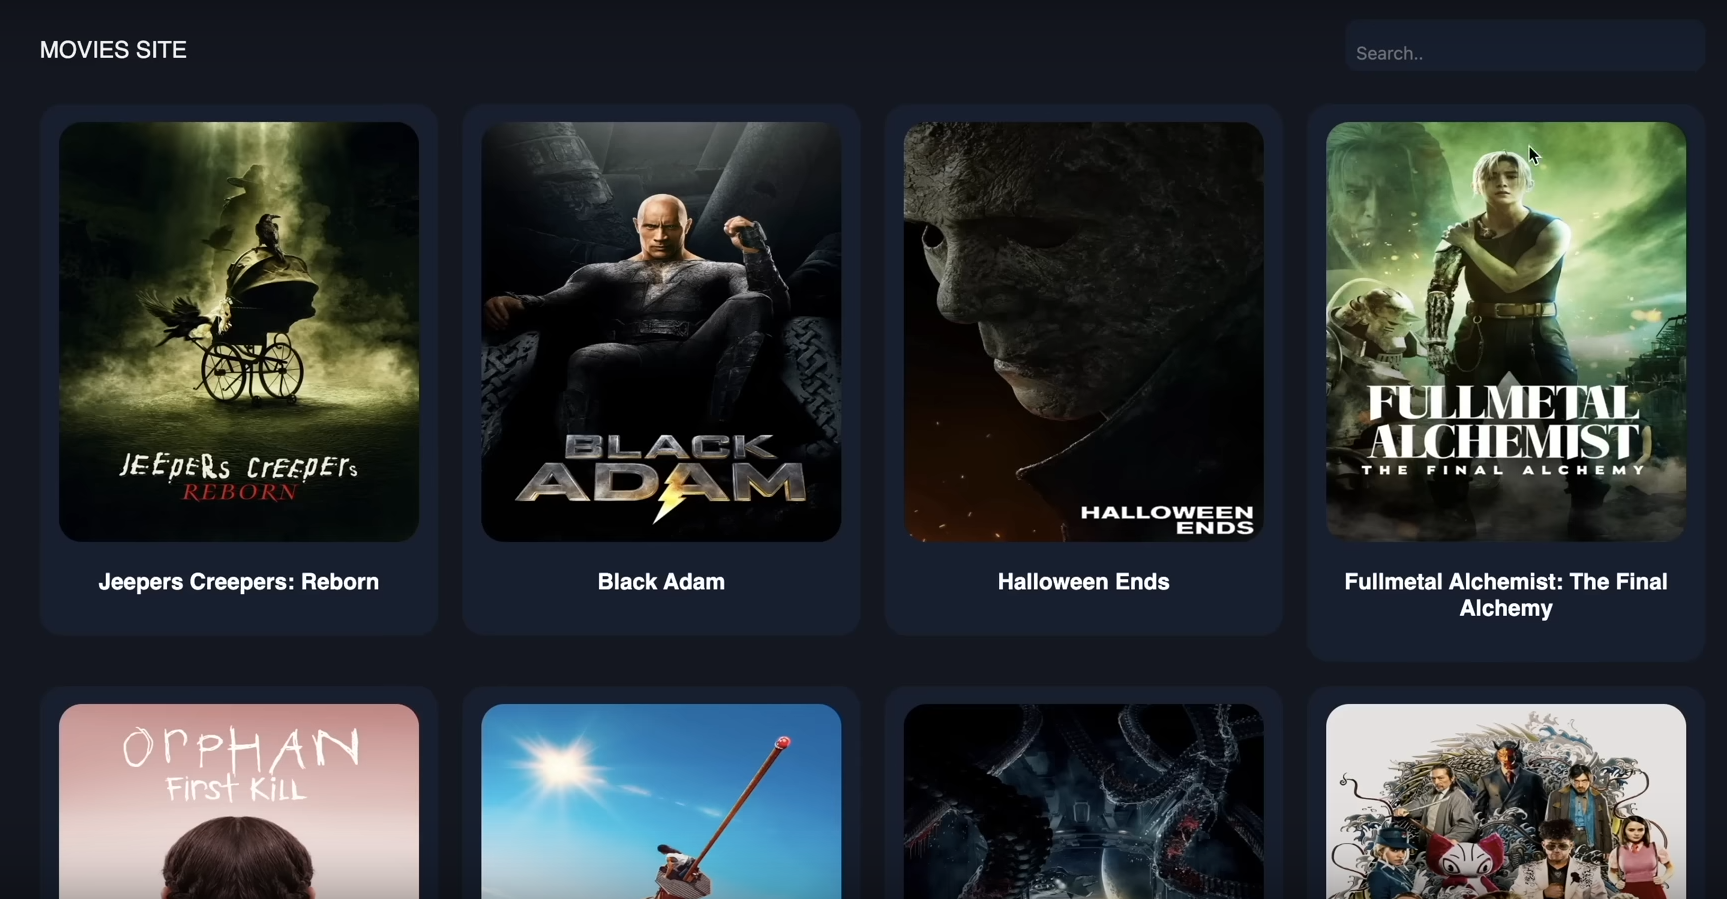 MOVIES SITE
Search..
JEEPERS CREEPERS
REBORN
BLACK
ADAM
HALLOWEEN
ENDS
FULLMETAL
ALCHEMIST
THE FINAL ALCHEMY
Jeepers Creepers: Reborn
Black Adam
Halloween Ends
Fullmetal Alchemist: The Final
Alchemy
ORPHAN
First Kill